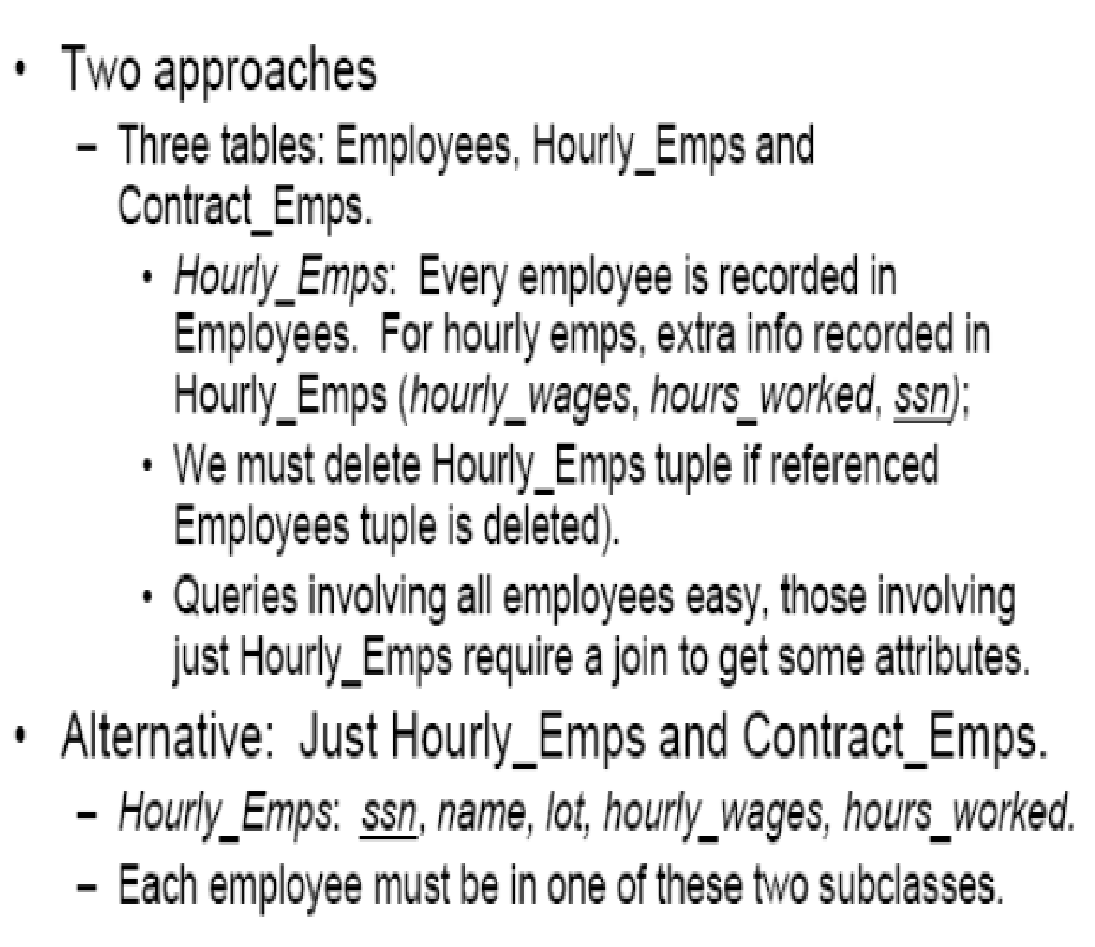 • Two approaches
– Three tables: Employees, Hourly_Emps and
Contract_Emps.
• Hourly_Emps:  Every employee is recorded in
Employees.  For hourly emps, extra info recorded in
Hourly_Emps (hourly_wages, hours_worked, ssn);
• We must delete Hourly_Emps tuple if referenced
Employees tuple is deleted).
• Queries involving all employees easy, those involving
just Hourly_Emps require a join to get some attributes.
• Alternative:  Just Hourly_Emps and Contract_Emps.
– Hourly_Emps:  ssn, name, lot, hourly_wages, hours_worked.
– Each employee must be in one of these two subclasses.